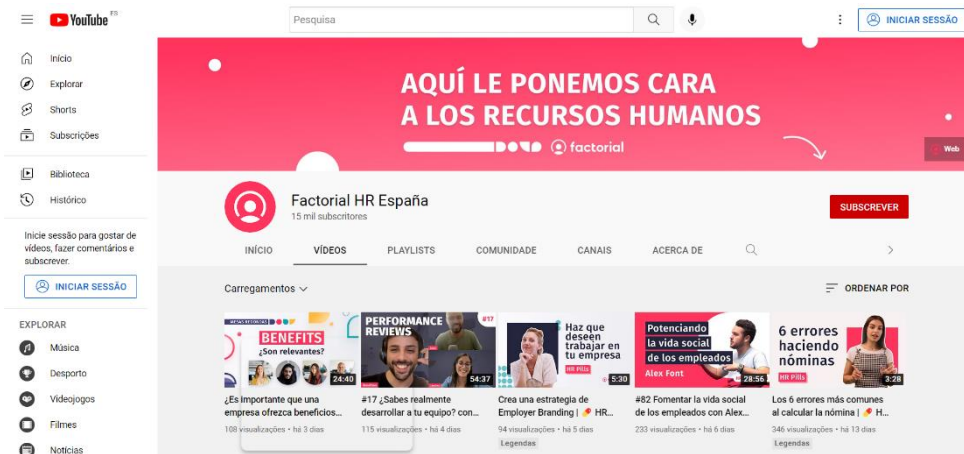 YouTube FR
Pesquisa
INICIAR SESSÃO
Início
Explorar
Shorts
Subscrições
Biblioteca
Histórico
Inicie sessão para gostar de
vídeos, fazer comentários e
subscrever.
INICIAR SESSÃO
EXPLORAR
Música
Desporto
Videojogos
Filmes
Notícias
AQUÍ LE PONEMOS CARA
A LOS RECURSOS HUMANOS
factorial
Web
Factorial HR España
15 mil subscritores
SUBSCREVER
INÍCIO VÍDEOS PLAYLISTS COMUNIDADE CANAIS ACERCA DE
Carregamentos
ORDENAR POR
BENEFITS
¿Son relevantes?
24:40
¿Es importante que una
empresa ofrezca beneficios...
108 visualizações • há 3 dias
PERFORMANCE
REVIEWS
#17
54:37
#17 ¿Sabes realmente
desarrollar a tu equipo? con...
115 visualizações • há 4 dias
Haz que
deseen
trabajar en
tu empresa
HR Pills
5:30
Crea una estrategia de
Employer Branding | HR...
94 visualizações • há 5 dias
Legendas
Potenciando
la vida social
de los empleados
Alex Font
28:56
#82 Fomentar la vida social
de los empleados con Alex...
233 visualizações • há 6 dias
6 errores
haciendo
nóminas
HR Pills
3:28
Los 6 errores más comunes
al calcular la nómina | H...
346 visualizações • há 13 dias
Legendas